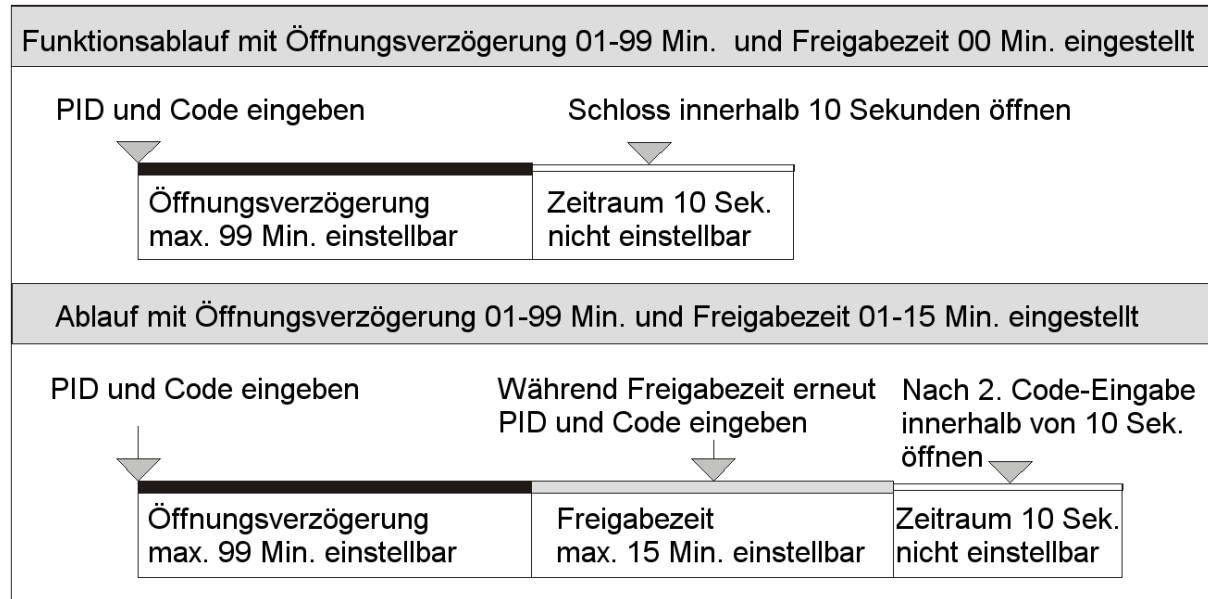 Funktionsablauf mit Öffnungsverzögerung 01-99 Min. und Freigabezeit 00 Min. eingestellt
PID und Code eingeben
Schloss innerhalb 10 Sekunden öffnen
Öffnungsverzögerung
max. 99 Min. einstellbar
Zeitraum 10 Sek.
nicht einstellbar
Ablauf mit Öffnungsverzögerung 01-99 Min. und Freigabezeit 01-15 Min. eingestellt
PID und Code eingeben
Während Freigabezeit erneut
PID und Code eingeben
Nach 2. Code-Eingabe
innerhalb von 10 Sek.
öffnen
Öffnungsverzögerung
max. 99 Min. einstellbar
Freigabezeit
max. 15 Min. einstellbar
Zeitraum 10 Sek.
nicht einstellbar